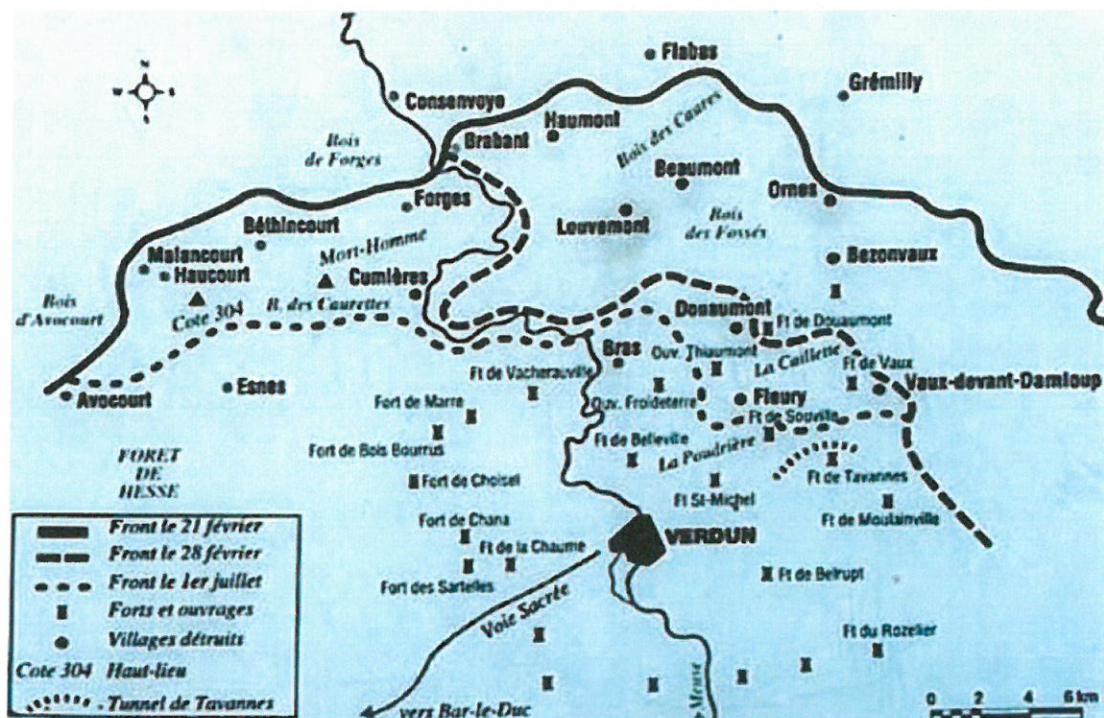 Flabas
Grémilly
N
W
S
Consenvoye
Haumont
Bois des Caures
Brabant
Bois
de Forges
Beaumont
Ornes
Forges
Louvemont
Bois
des Fossés
Béthincourt
Mort-Homme
Malancourt
Haucourt
Cumières
Bezonvaux
Bois
d'Avocourt
Cote 304
B. des Caurettes
Douaumont
Ft de Douaumont
Bras
Ouv. Thiaumont
La Caillette
Ft de Vaux
Esnes
Ft de Vacherauville
Vaux-devant-Damloup
Avocourt
Fort de Marre
Ouv. Froideterre
Fleury
Ft de Souville
Fort de Bois Bourrus
Ft de Belleville
La Poudrière
FORET
DE
HESSE
Fort de Choisel
Ft St-Michel
Ft de Tavannes
Ft de Moulainville
Fort de Chana
VERDUN
Ft de la Chaume
Fort des Sartelles
Ft de Belrupt
Voie Sacrée
Ft du Rozelier
Meuse
vers Bar-le-Duc
Front le 21 février
Front le 28 février
Front le 1er juillet
Forts et ouvrages
Villages détruits
Cote 304 Haut-lieu
Tunnel de Tavannes
0 2 4 6 km